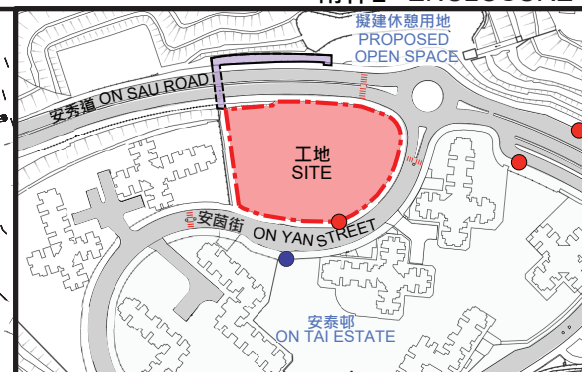 擬建休憩用地
PROPOSED
OPEN SPACE
安秀道 ON SAU ROAD
工地
SITE
安茵街 ON YAN STREET
安泰邨
ON TAI ESTATE